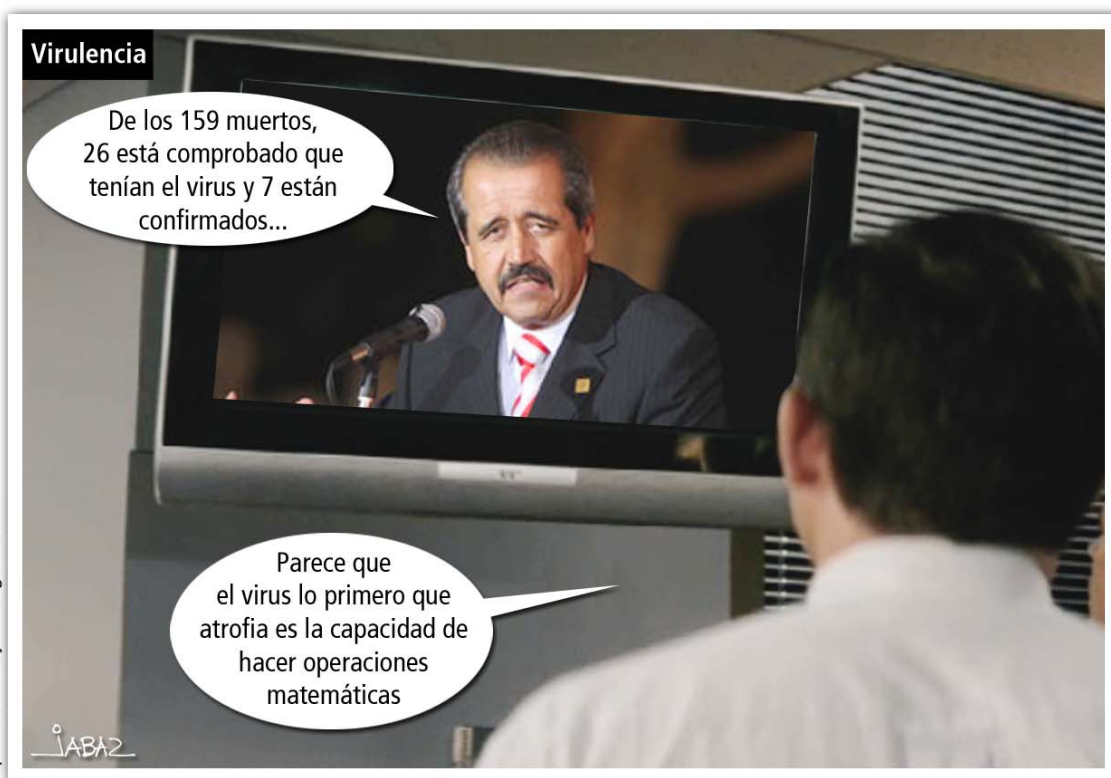 Virulencia
De los 159 muertos,
26 está comprobado que
tenían el virus y 7 están
confirmados...
Parece que
el virus lo primero que
atrofia es la capacidad de
hacer operaciones
matemáticas
JABAZ